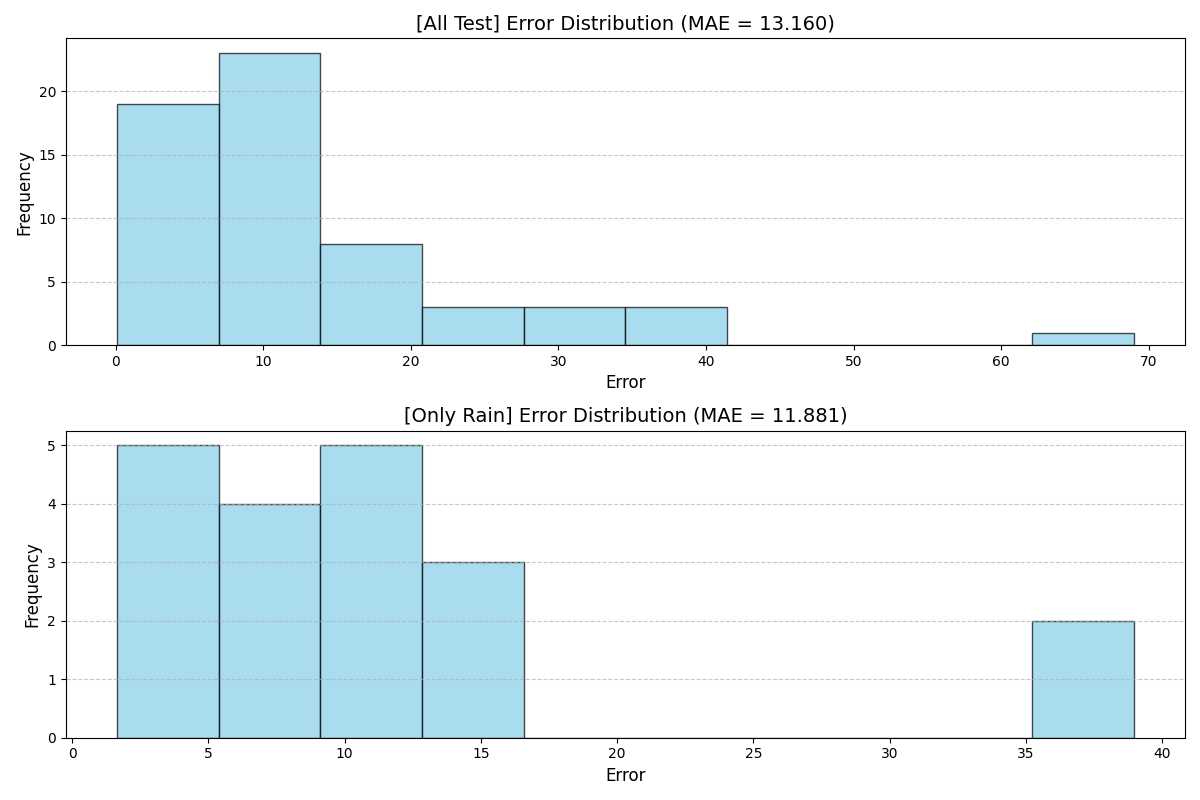 [All Test] Error Distribution (MAE = 13.160)
20
15
10
5
0
Frequency
0 10 20 30 40 50 60 70
Error
[Only Rain] Error Distribution (MAE = 11.881)
5
4
3
2
1
0
Frequency
0 5 10 15 20 25 30 35 40
Error